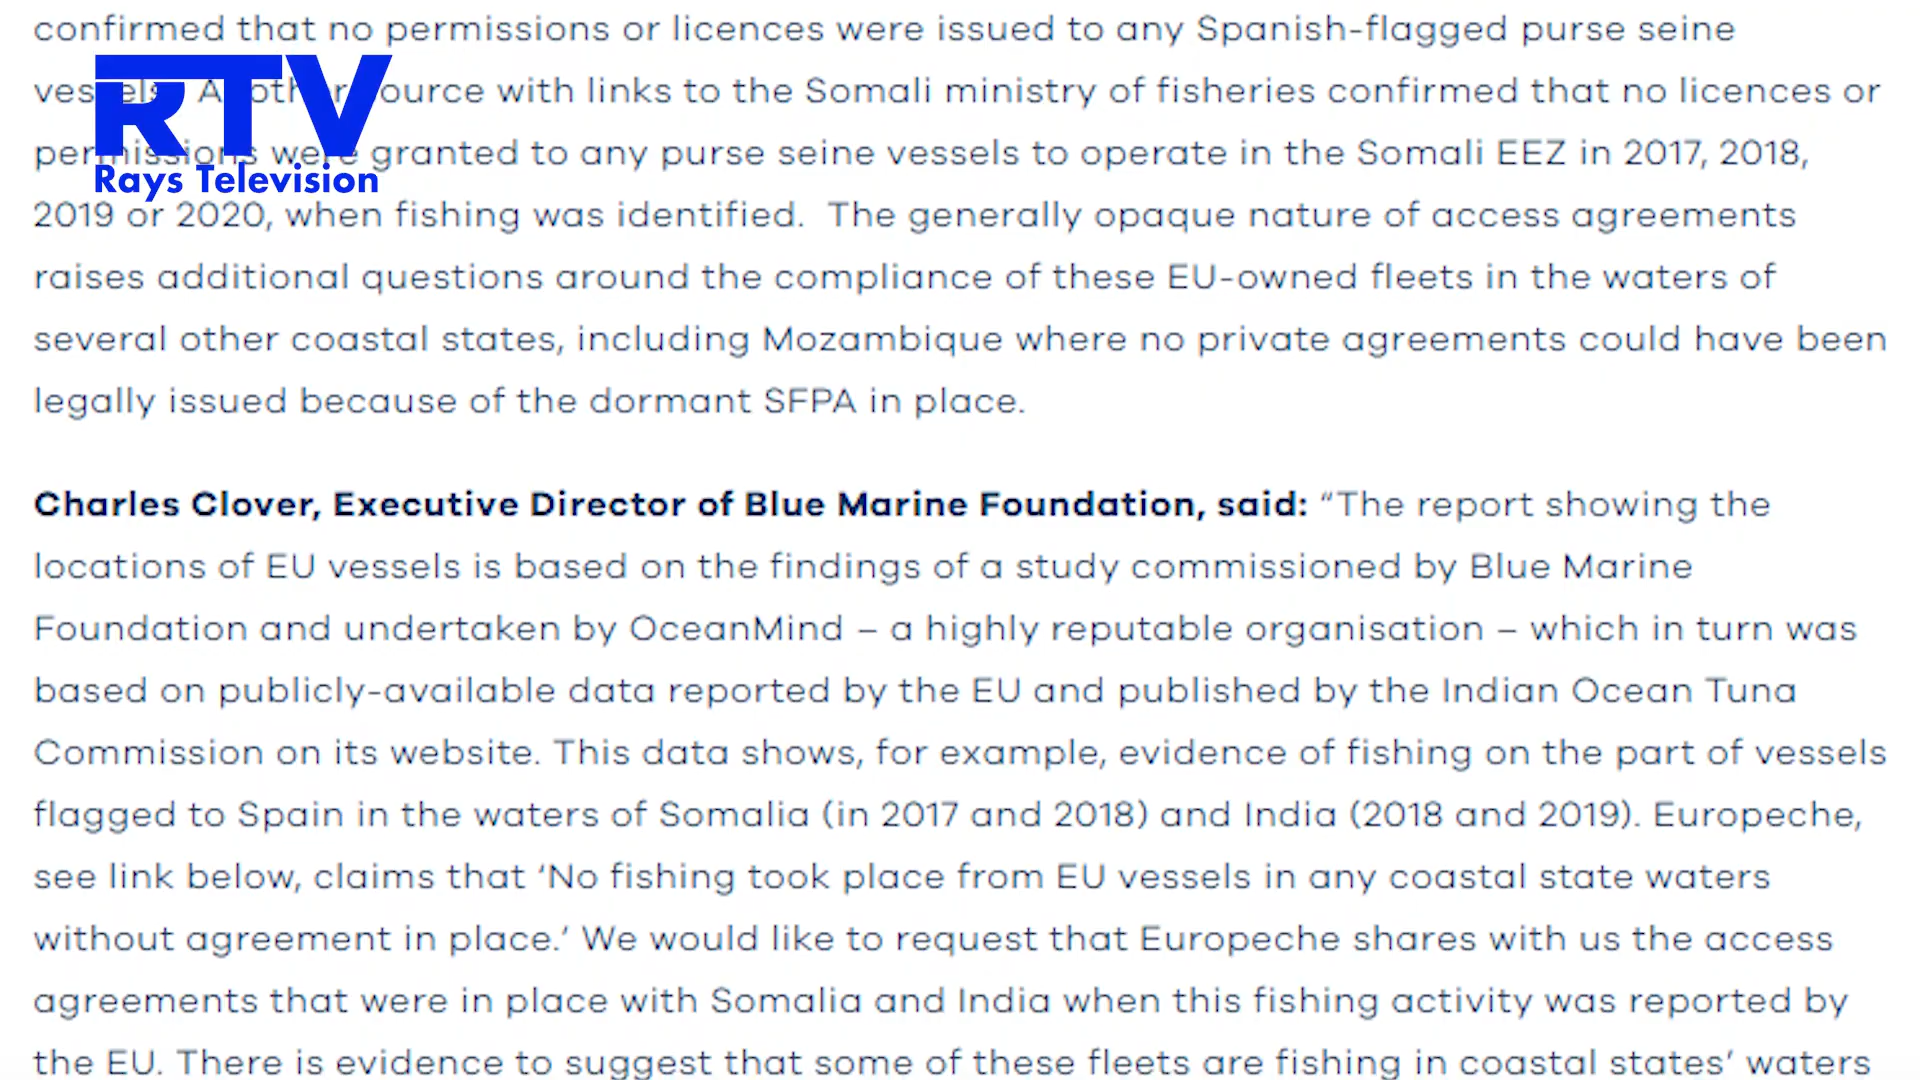 confirmed that no permissions or licences were issued to any Spanish-flagged purse seine
RTV
vessels. Another source with links to the Somali ministry of fisheries confirmed that no licences or
permissions were granted to any purse seine vessels to operate in the Somali EEZ in 2017, 2018,
Rays Television
2019 or 2020, when fishing was identified. The generally opaque nature of access agreements
raises additional questions around the compliance of these EU-owned fleets in the waters of
several other coastal states, including Mozambique where no private agreements could have been
legally issued because of the dormant SFPA in place.
Charles Clover, Executive Director of Blue Marine Foundation, said: “The report showing the
locations of EU vessels is based on the findings of a study commissioned by Blue Marine
Foundation and undertaken by OceanMind – a highly reputable organisation – which in turn was
based on publicly-available data reported by the EU and published by the Indian Ocean Tuna
Commission on its website. This data shows, for example, evidence of fishing on the part of vessels
flagged to Spain in the waters of Somalia (in 2017 and 2018) and India (2018 and 2019). Europeche,
see link below, claims that ‘No fishing took place from EU vessels in any coastal state waters
without agreement in place.’ We would like to request that Europeche shares with us the access
agreements that were in place with Somalia and India when this fishing activity was reported by
the EU. There is evidence to suggest that some of these fleets are fishing in coastal states’ waters